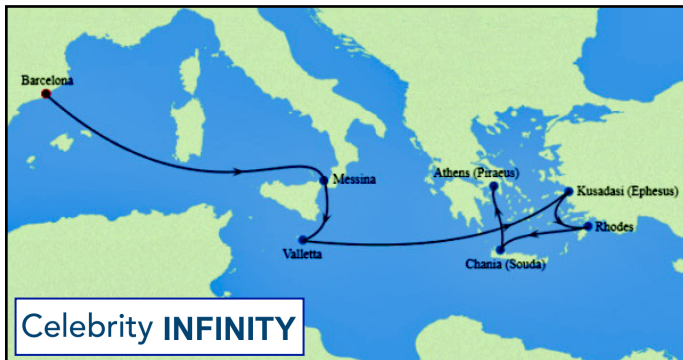 Barcelona
Messina
Athens (Piraeus)
Kusadasi (Ephesus)
Rhodes
Valletta
Chania (Souda)
Celebrity INFINITY